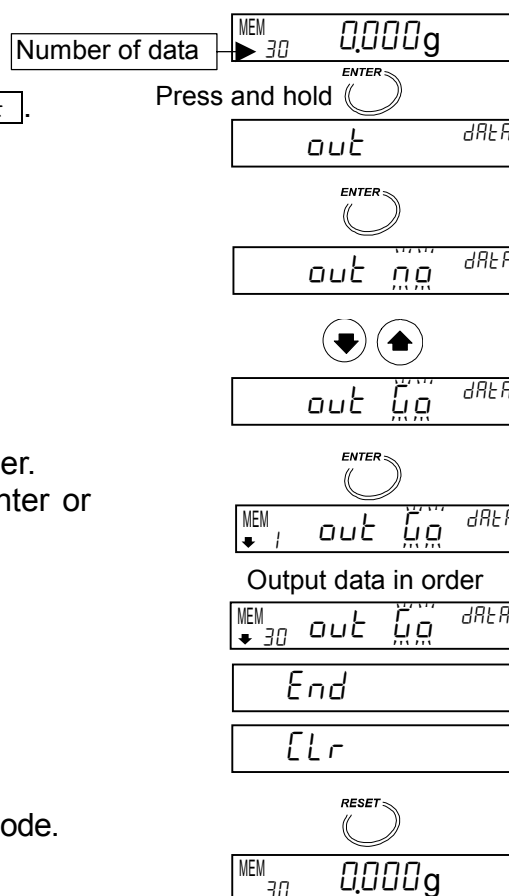 MEM
30 0.000g
Number of data
ENTER
Press and hold
out dAtA
ENTER
out no dAtA
out Go dAtA
er.
ENTER
nter or
MEM
1 out Go dAtA
Output data in order
MEM
30 out Go dAtA
End
CLr
RESET
ode.
MEM
30 0.000g